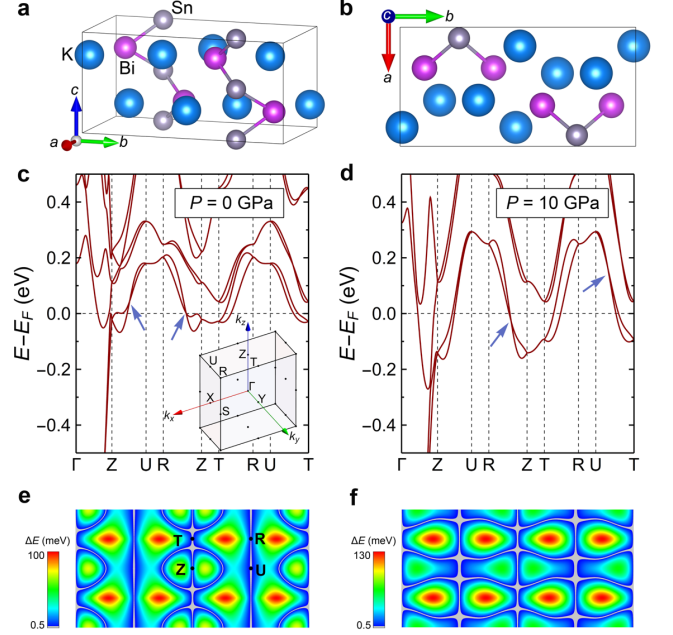 a
Sn
K
Bi
c
a
b
b
c
b
a
c
P = 0 GPa
E−E_F (eV)
0.4
0.2
0.0
−0.2
−0.4
k_z
U
Z
T
R
Γ
X
Y
S
k_x
k_y
Γ Z U R Z T R U T
d
P = 10 GPa
E−E_F (eV)
0.4
0.2
0.0
−0.2
−0.4
Γ Z U R Z T R U T
e
ΔE (meV)
100
0.5
T R
Z U
f
ΔE (meV)
130
0.5